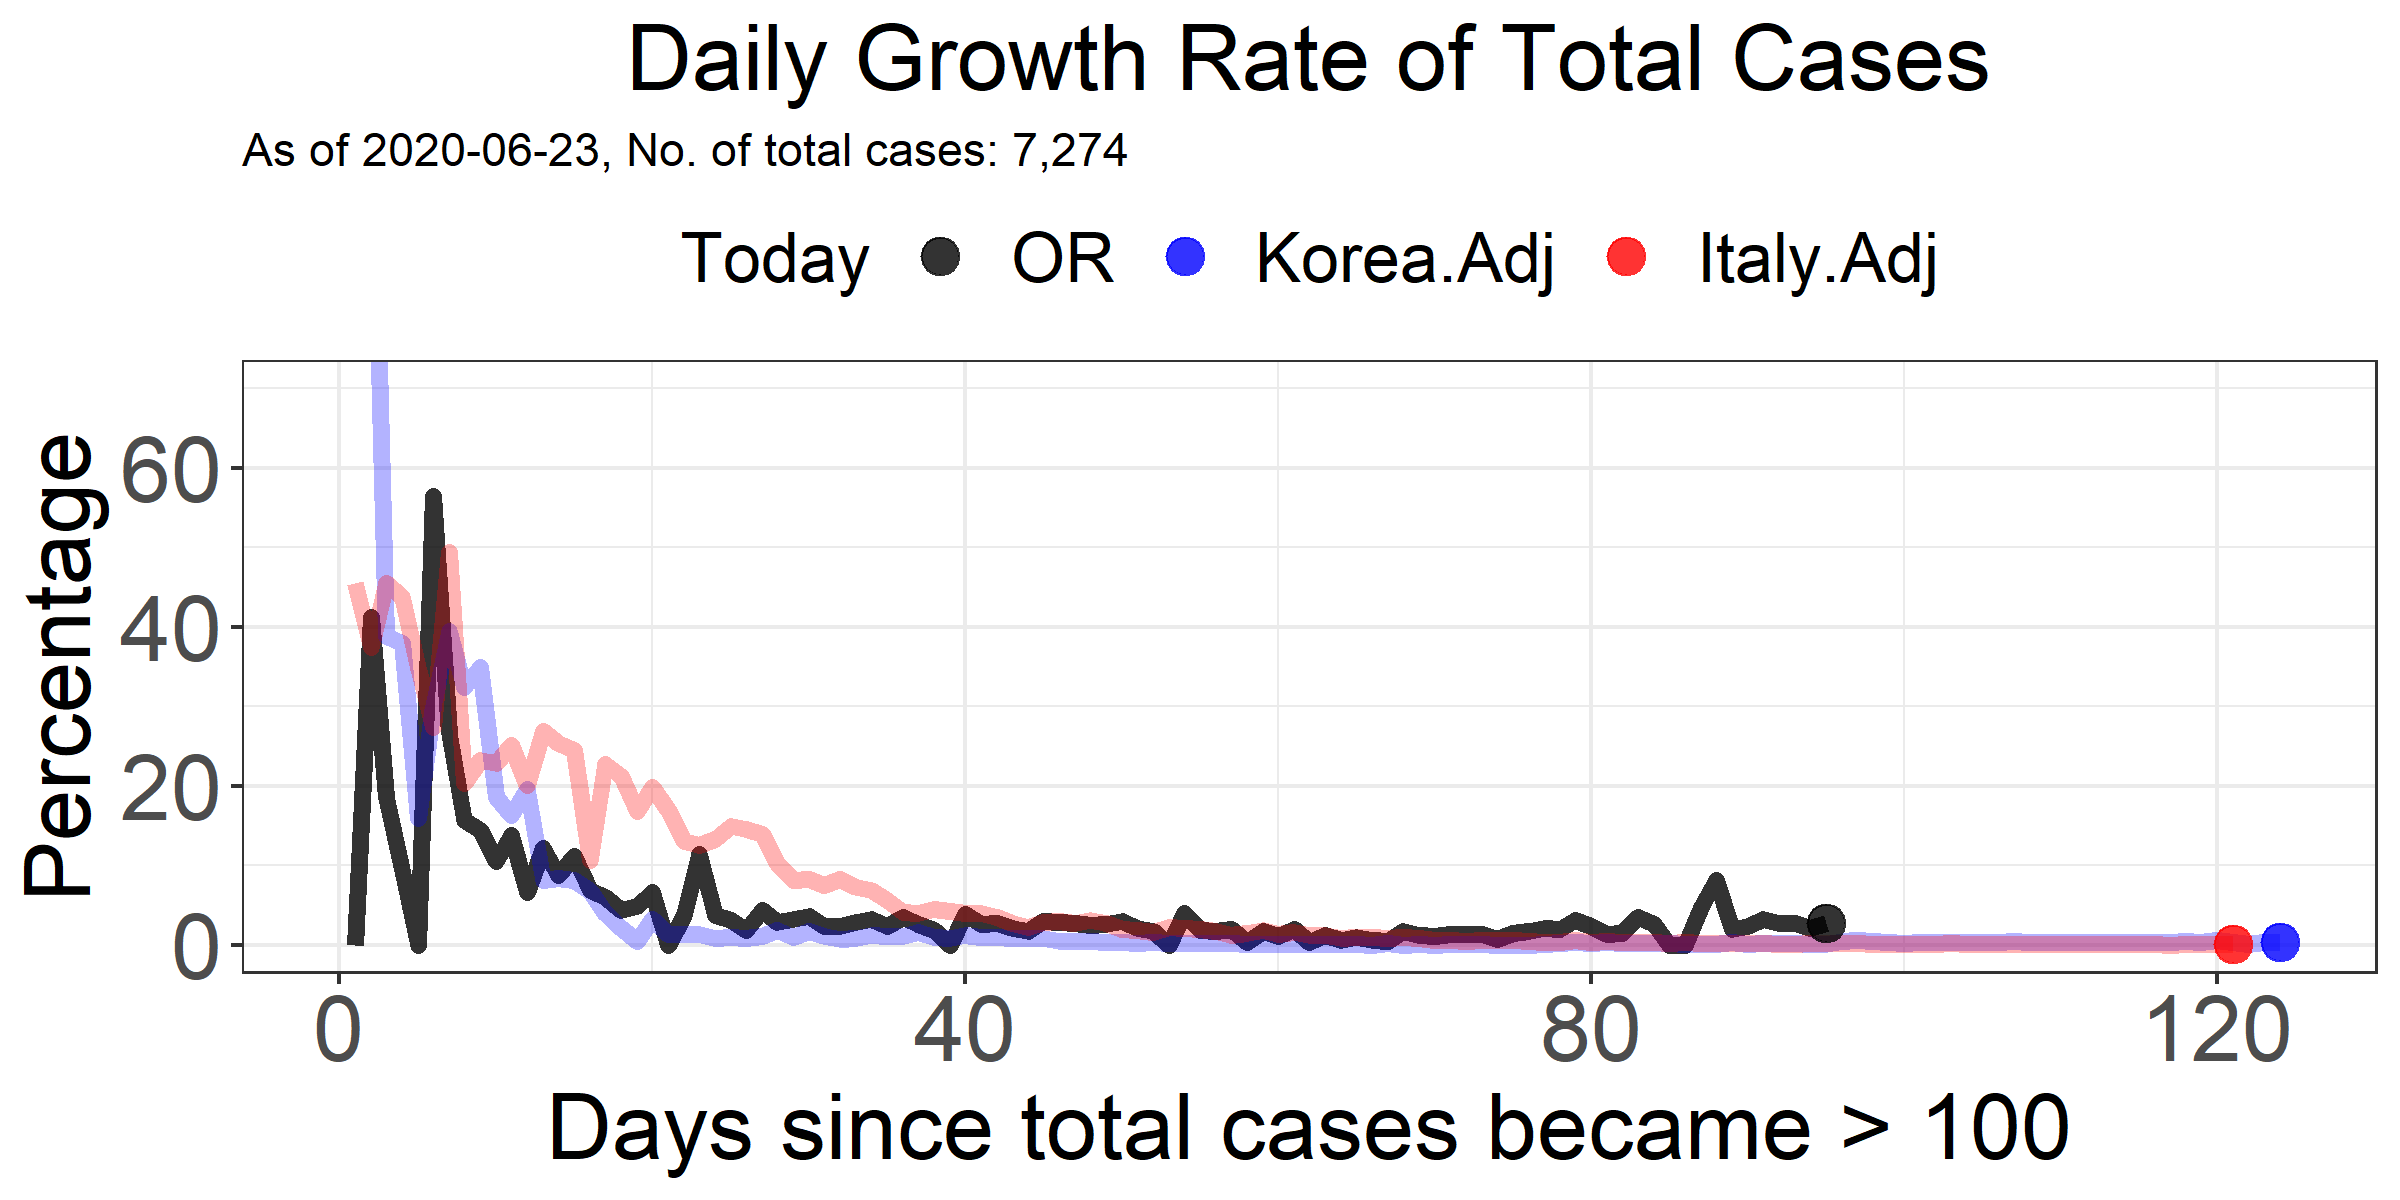 Daily Growth Rate of Total Cases
As of 2020-06-23, No. of total cases: 7,274
Today OR Korea.Adj Italy.Adj
Percentage
60
40
20
0
0 40 80 120
Days since total cases became > 100